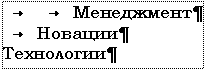 → → Менеджмент¶
→ Новации¶
Технологии¶